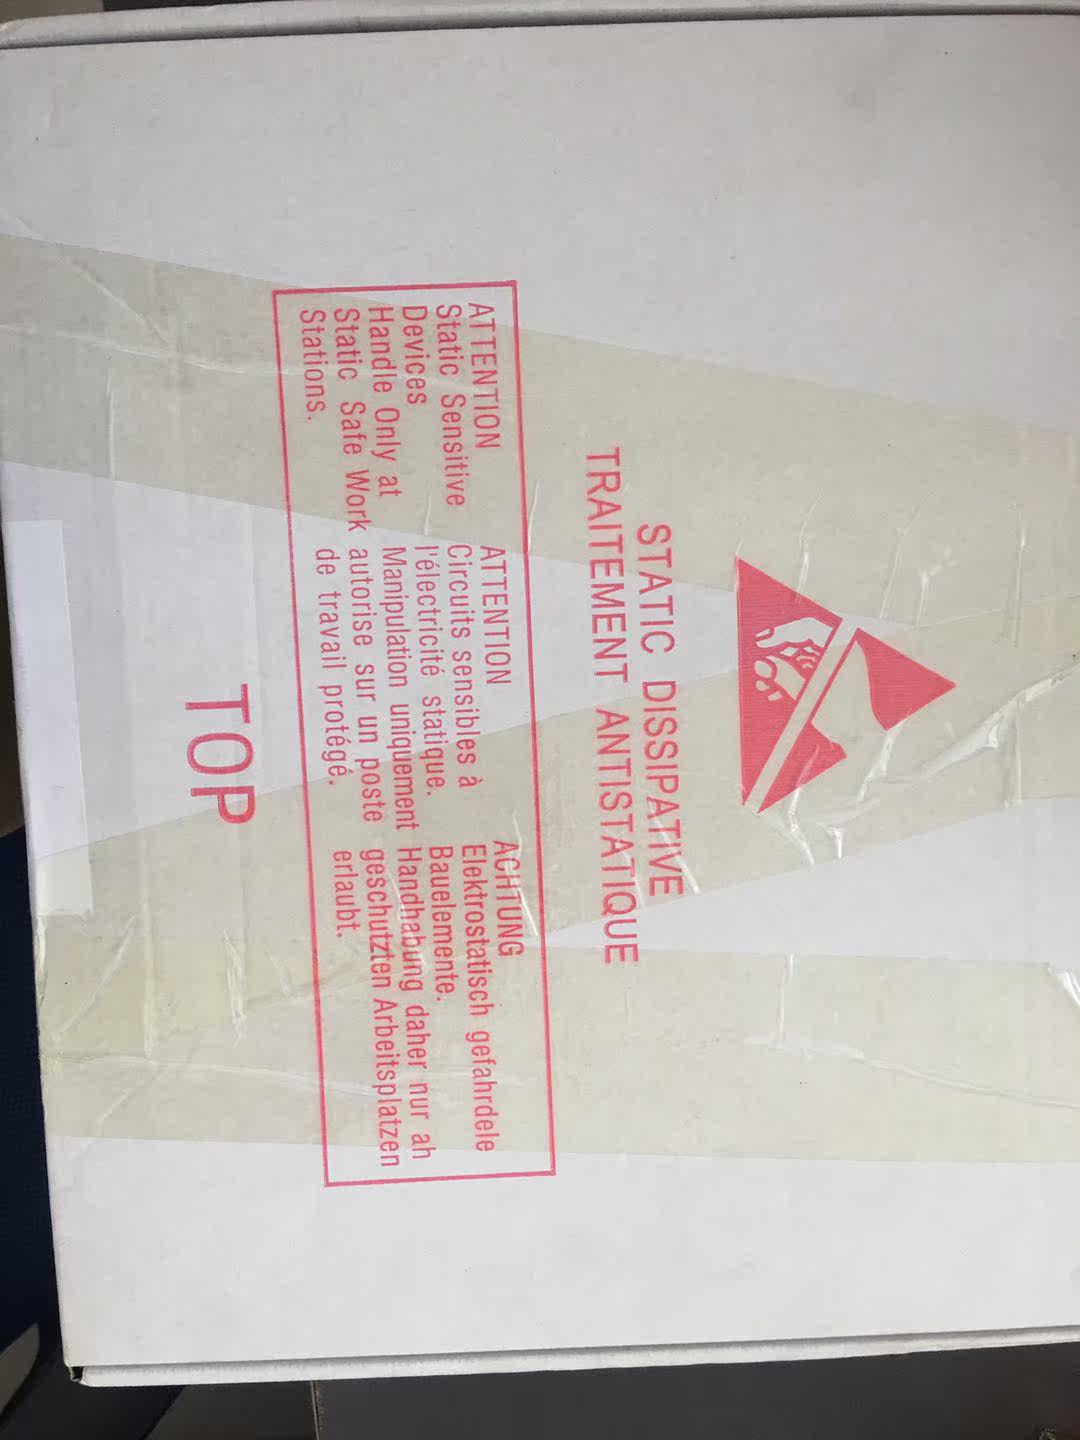 STATIC DISSIPATIVE
TRAITEMENT ANTISTATIQUE
ATTENTION
Static Sensitive
Devices
Handle Only at
Static Safe Work
Stations.
ATTENTION
Circuits sensibles à
l'électricité statique.
Manipulation uniquement
autorise sur un poste
de travail protégé.
ACHTUNG
Elektrostatisch gefahrdele
Bauelemente.
Handhabung daher nur ah
geschutzten Arbeitsplatzen
erlaubt.
TOP